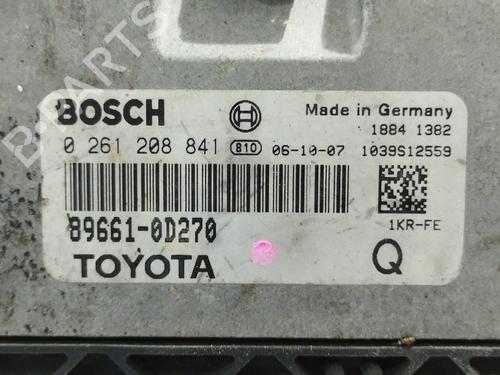 BOSCH
Made in Germany
1884 1382
0 261 208 841 810 06-10-07 1039S12559
89661-0D270
1KR-FE
TOYOTA
Q
B-PARTS